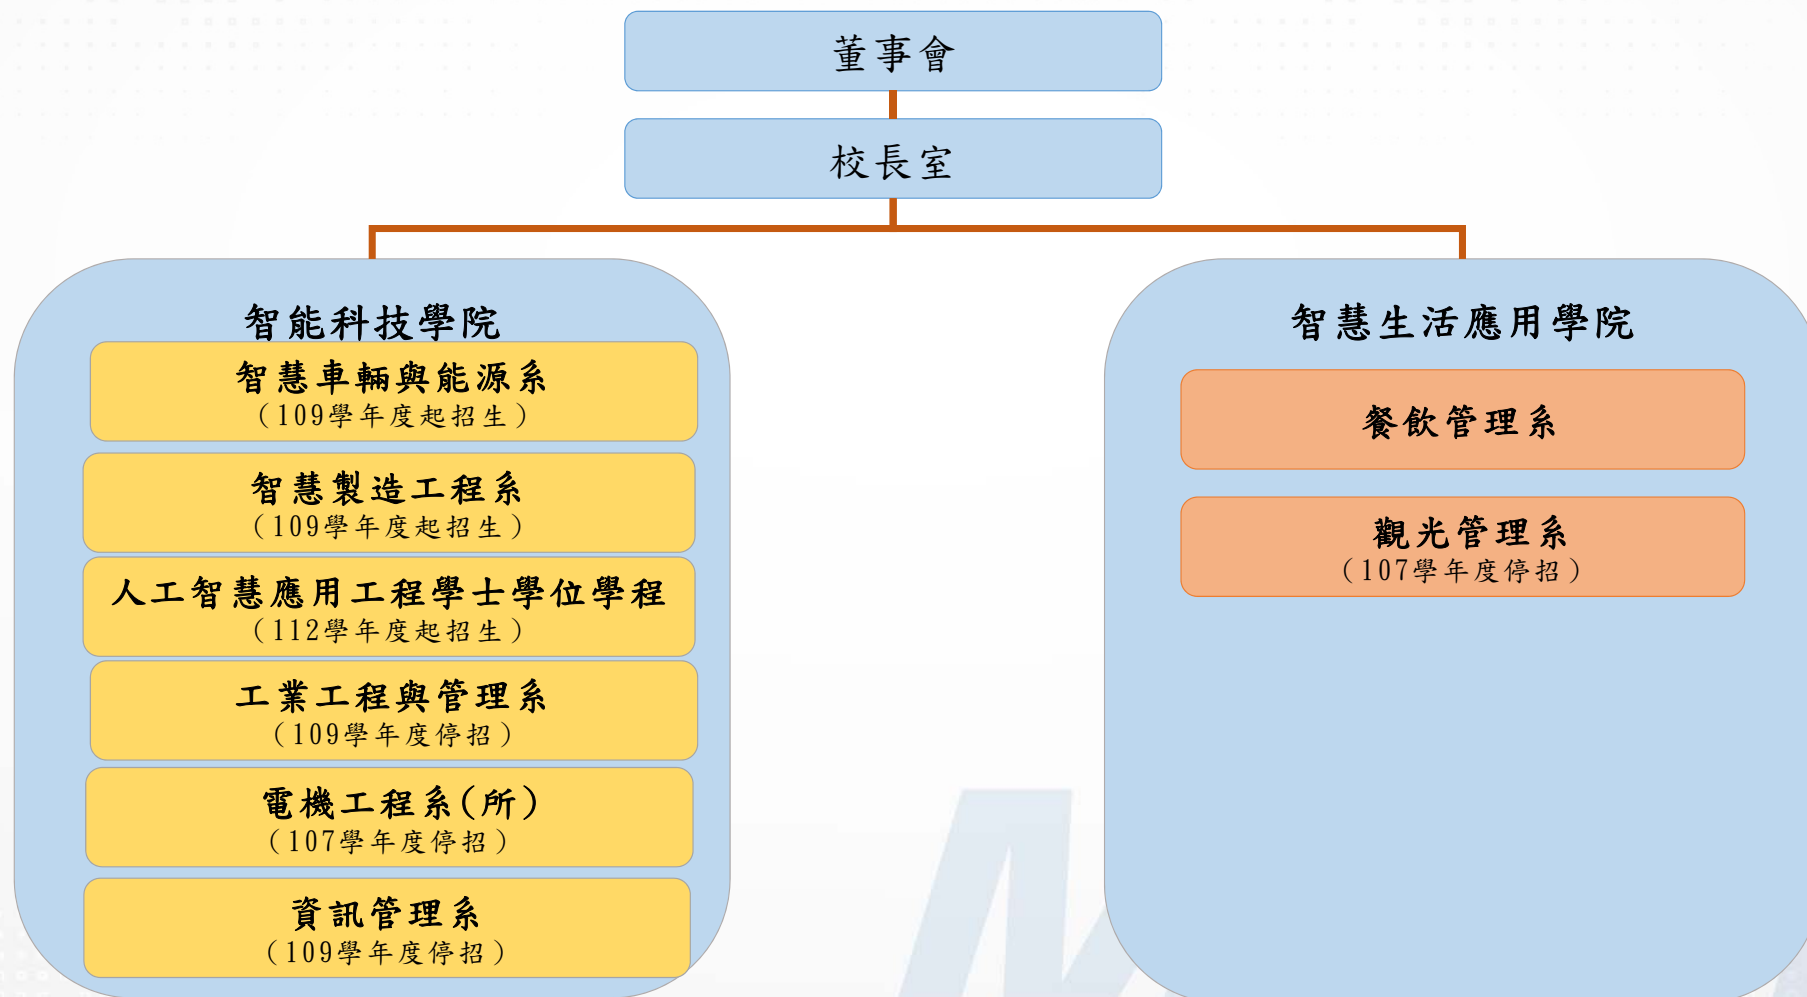 董事會
校長室
智能科技學院
智慧車輛與能源系
（109學年度起招生）
智慧製造工程系
（109學年度起招生）
人工智慧應用工程學士學位學程
（112學年度起招生）
工業工程與管理系
（109學年度停招）
電機工程系(所)
（107學年度停招）
資訊管理系
（109學年度停招）
智慧生活應用學院
餐飲管理系
觀光管理系
（107學年度停招）